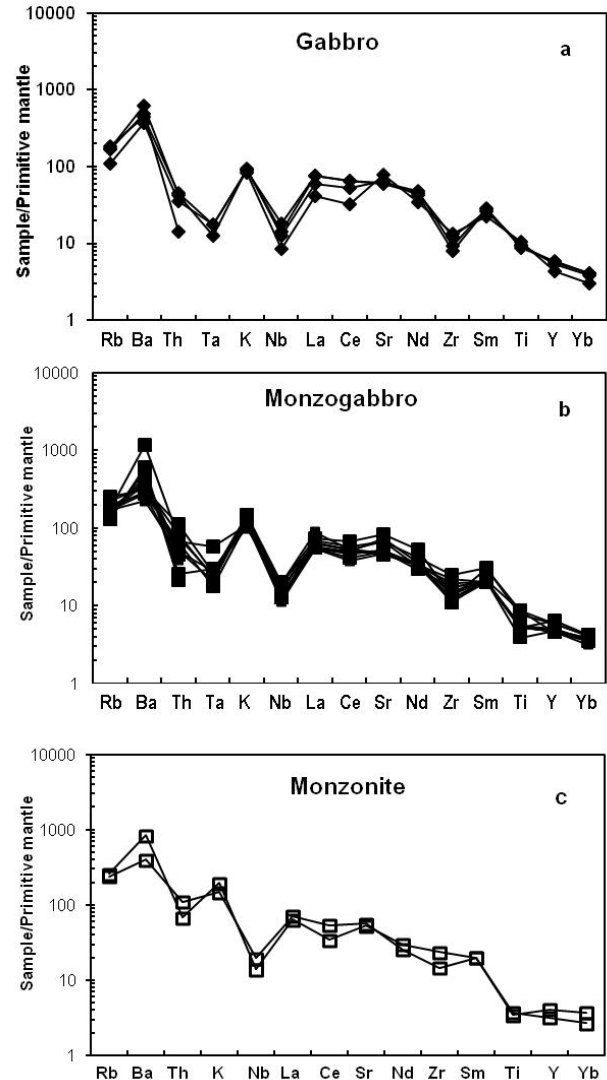 Gabbro
a
Sample/Primitive mantle
10000
1000
100
10
1
Rb Ba Th Ta K Nb La Ce Sr Nd Zr Sm Ti Y Yb
Monzogabbro
b
Sample/Primitive mantle
10000
1000
100
10
1
Rb Ba Th Ta K Nb La Ce Sr Nd Zr Sm Ti Y Yb
Monzonite
c
Sample/Primitive mantle
10000
1000
100
10
1
Rb Ba Th K Nb La Ce Sr Nd Zr Sm Ti Y Yb